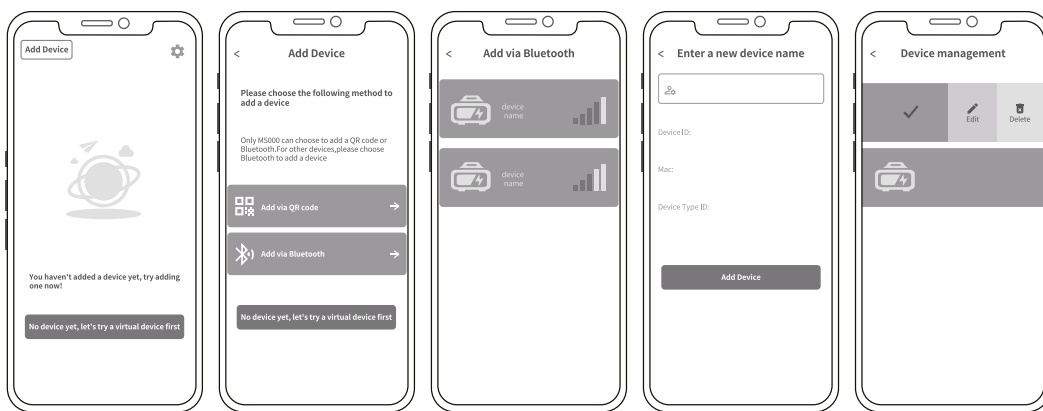 Add Device
You haven't added a device yet, try adding
one now!
No device yet, let's try a virtual device first
<
Add Device
Please choose the following method to
add a device
Only M5000 can choose to add a QR code or
Bluetooth.For other devices,please choose
Bluetooth to add a device
Add via QR code
Add via Bluetooth
No device yet, let's try a virtual device first
<
Add via Bluetooth
device
name
device
name
<
Enter a new device name
Device ID:
Mac:
Device Type ID:
Add Device
<
Device management
Edit
Delete